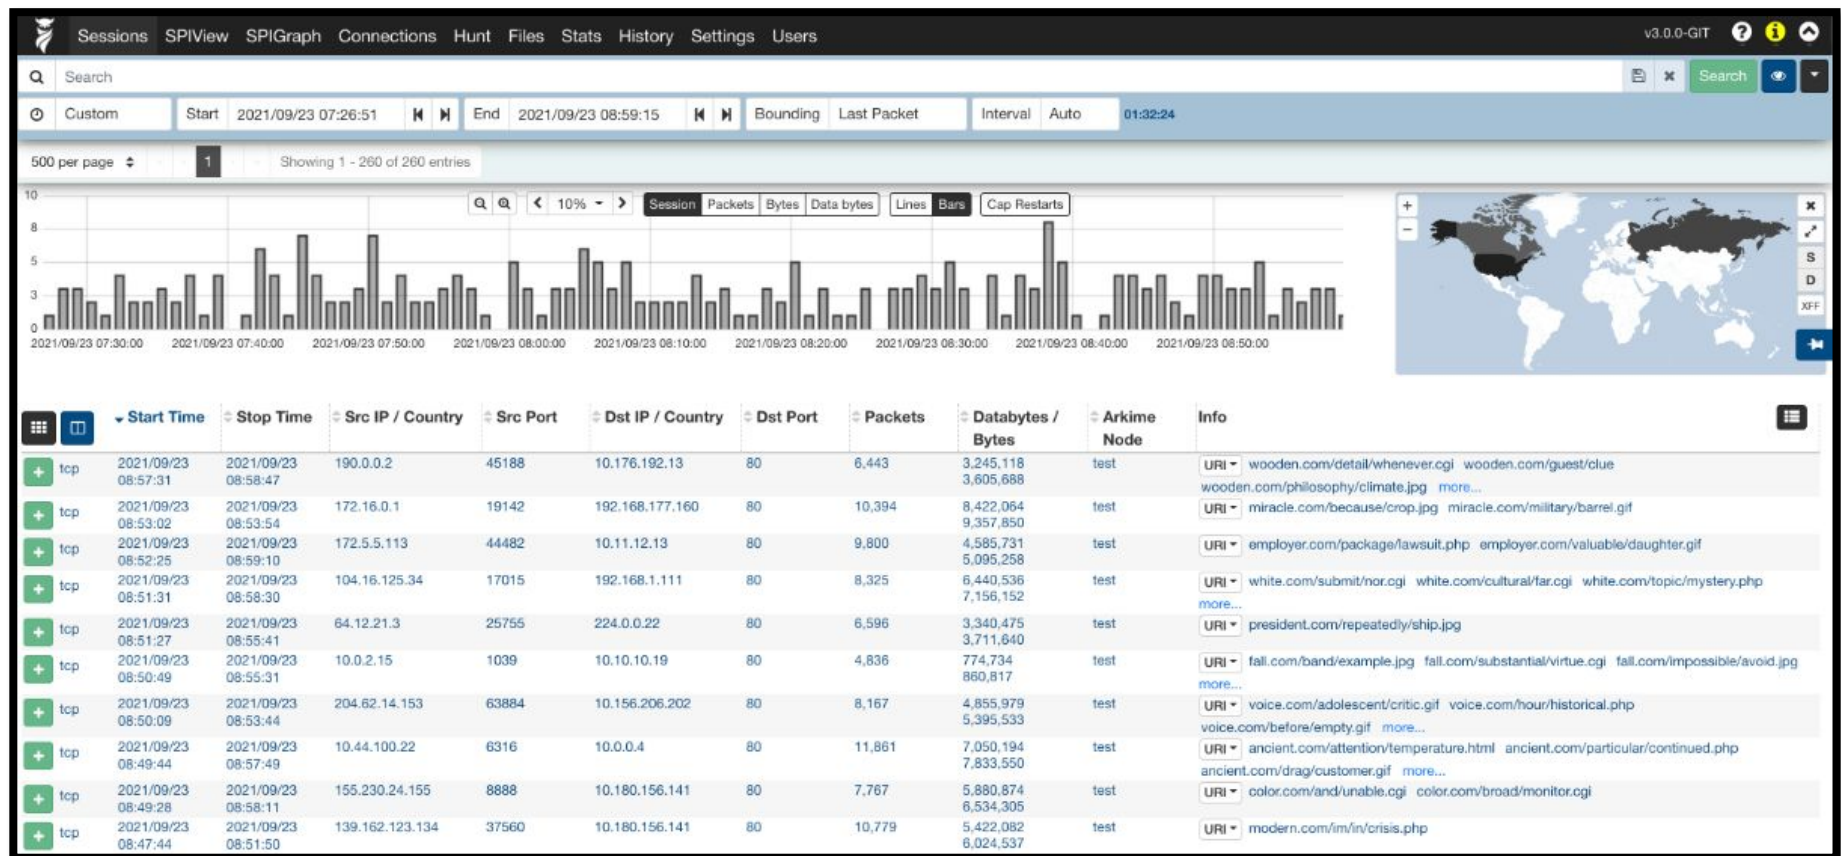 Sessions SPIView SPIGraph Connections Hunt Files Stats History Settings Users v3.0.0-GIT ? i
Search Search
Custom Start 2021/09/23 07:26:51 End 2021/09/23 08:59:15 Bounding Last Packet Interval Auto 01:32:24
500 per page 1 Showing 1 - 260 of 260 entries
10% Session Packets Bytes Data bytes Lines Bars Cap Restarts
10
8
5
3
0
2021/09/23 07:30:00 2021/09/23 07:40:00 2021/09/23 07:50:00 2021/09/23 08:00:00 2021/09/23 08:10:00 2021/09/23 08:20:00 2021/09/23 08:30:00 2021/09/23 08:40:00 2021/09/23 08:50:00
+
−
S
D
XFF
Start Time Stop Time Src IP / Country Src Port Dst IP / Country Dst Port Packets Databytes / Arkime Info
Bytes Node
+ tcp 2021/09/23 2021/09/23 190.0.0.2 45188 10.176.192.13 80 6,443 3,245,118 test URI wooden.com/detail/whenever.cgi wooden.com/guest/clue
08:57:31 08:58:47 3,605,688 wooden.com/philosophy/climate.jpg more...
+ tcp 2021/09/23 2021/09/23 172.16.0.1 19142 192.168.177.160 80 10,394 8,422,064 test URI miracle.com/because/crop.jpg miracle.com/military/barrel.gif
08:53:02 08:53:54 9,357,850
+ tcp 2021/09/23 2021/09/23 172.5.5.113 44482 10.11.12.13 80 9,800 4,585,731 test URI employer.com/package/lawsuit.php employer.com/valuable/daughter.gif
08:52:25 08:59:10 5,095,258
+ tcp 2021/09/23 2021/09/23 104.16.125.34 17015 192.168.1.111 80 8,325 6,440,536 test URI white.com/submit/nor.cgi white.com/cultural/far.cgi white.com/topic/mystery.php
08:51:31 08:58:30 7,156,152 more...
+ tcp 2021/09/23 2021/09/23 64.12.21.3 25755 224.0.0.22 80 6,596 3,340,475 test URI president.com/repeatedly/ship.jpg
08:51:27 08:55:41 3,711,640
+ tcp 2021/09/23 2021/09/23 10.0.2.15 1039 10.10.10.19 80 4,836 774,734 test URI fall.com/band/example.jpg fall.com/substantial/virtue.cgi fall.com/impossible/avoid.jpg
08:50:49 08:55:31 860,817 more...
+ tcp 2021/09/23 2021/09/23 204.62.14.153 63884 10.156.206.202 80 8,167 4,855,979 test URI voice.com/adolescent/critic.gif voice.com/hour/historical.php
08:50:09 08:53:44 5,395,533 voice.com/before/empty.gif more...
+ tcp 2021/09/23 2021/09/23 10.44.100.22 6316 10.0.0.4 80 11,861 7,050,194 test URI ancient.com/attention/temperature.html ancient.com/particular/continued.php
08:49:44 08:57:49 7,833,550 ancient.com/drag/customer.gif more...
+ tcp 2021/09/23 2021/09/23 155.230.24.155 8888 10.180.156.141 80 7,767 5,880,874 test URI color.com/and/unable.cgi color.com/broad/monitor.cgi
08:49:28 08:58:11 6,534,305
+ tcp 2021/09/23 2021/09/23 139.162.123.134 37560 10.180.156.141 80 10,779 5,422,082 test URI modern.com/im/in/crisis.php
08:47:44 08:51:50 6,024,537